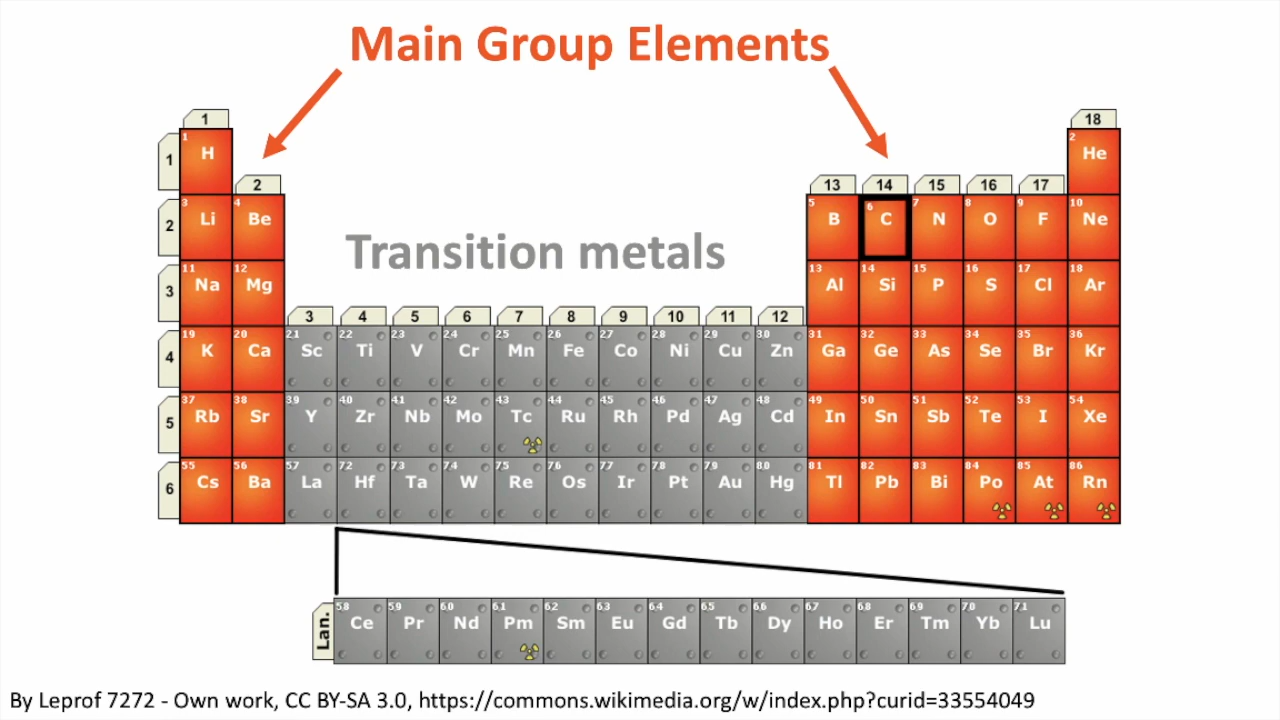 Main Group Elements
1 18
1 1 H 2 He
2 13 14 15 16 17
2 3 Li 4 Be 5 B 6 C 7 N 8 O 9 F 10 Ne
Transition metals
3 11 Na 12 Mg 13 Al 14 Si 15 P 16 S 17 Cl 18 Ar
3 4 5 6 7 8 9 10 11 12
4 19 K 20 Ca 21 Sc 22 Ti 23 V 24 Cr 25 Mn 26 Fe 27 Co 28 Ni 29 Cu 30 Zn 31 Ga 32 Ge 33 As 34 Se 35 Br 36 Kr
5 37 Rb 38 Sr 39 Y 40 Zr 41 Nb 42 Mo 43 Tc 44 Ru 45 Rh 46 Pd 47 Ag 48 Cd 49 In 50 Sn 51 Sb 52 Te 53 I 54 Xe
6 55 Cs 56 Ba 57 La 72 Hf 73 Ta 74 W 75 Re 76 Os 77 Ir 78 Pt 79 Au 80 Hg 81 Tl 82 Pb 83 Bi 84 Po 85 At 86 Rn
Lan. 58 Ce 59 Pr 60 Nd 61 Pm 62 Sm 63 Eu 64 Gd 65 Tb 66 Dy 67 Ho 68 Er 69 Tm 70 Yb 71 Lu
By Leprof 7272 - Own work, CC BY-SA 3.0, https://commons.wikimedia.org/w/index.php?curid=33554049